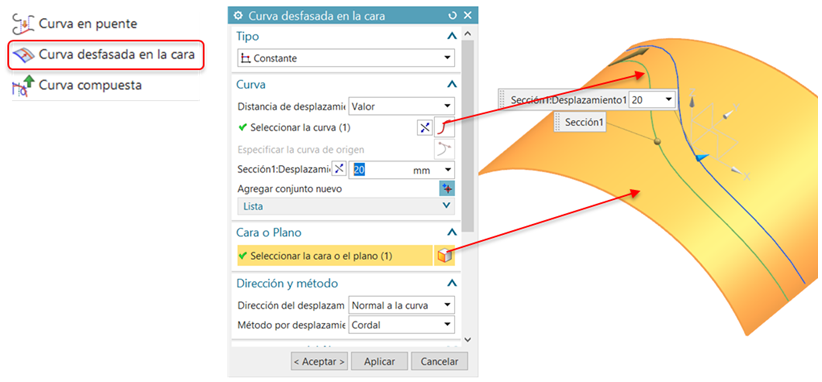 Curva en puente
Curva desfasada en la cara
Curva compuesta
Curva desfasada en la cara
Tipo
Constante
Curva
Distancia de desplazamie
Valor
Seleccionar la curva (1)
Especificar la curva de origen
Sección1:Desplazamie
20
mm
Agregar conjunto nuevo
Lista
Cara o Plano
Seleccionar la cara o el plano (1)
Dirección y método
Dirección del desplazam
Normal a la curva
Método por desplazamie
Cordal
< Aceptar >
Aplicar
Cancelar
Sección1:Desplazamiento1
20
Sección1
X